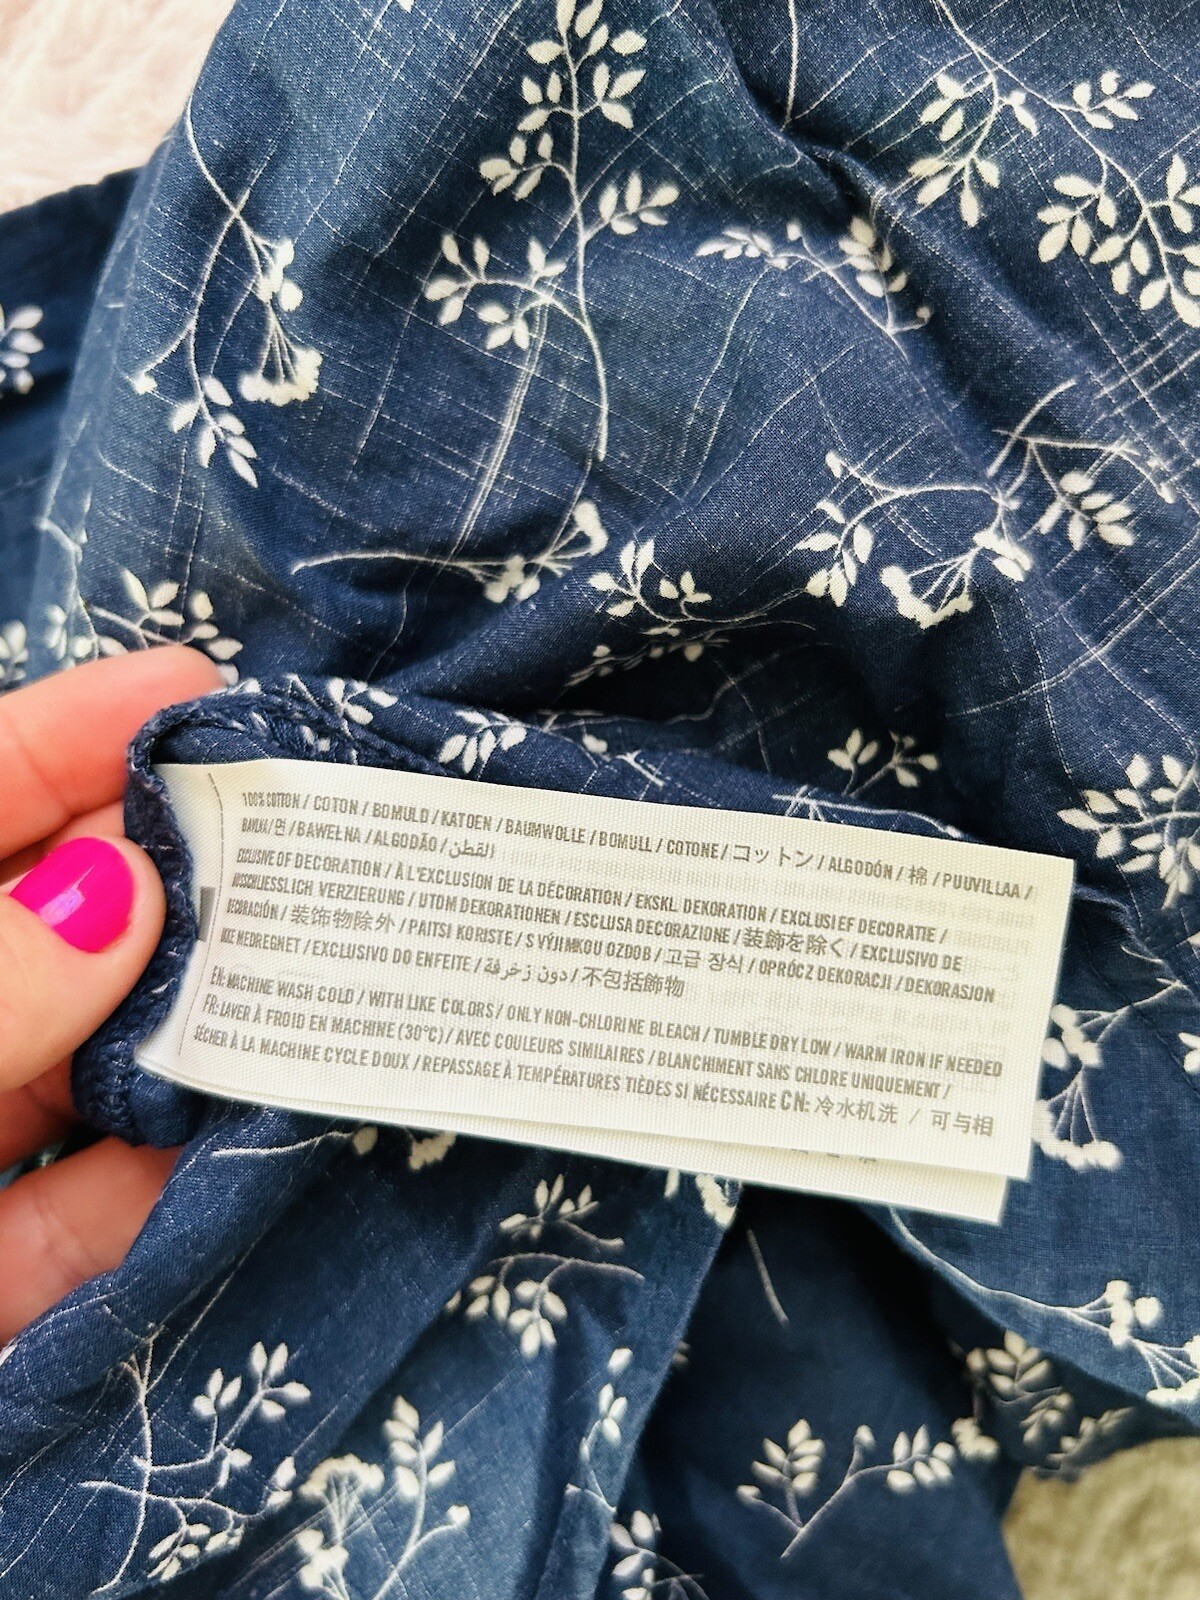 100% COTTON / COTON / BOMULD / KATOEN / BAUMWOLLE / BOMULL / COTONE / コットン / ALGODÓN / 棉 / PUUVILLAA /
BAVLNA / 면 / BAWEŁNA / ALGODÃO / القطن
EXCLUSIVE OF DECORATION / À L'EXCLUSION DE LA DÉCORATION / EKSKL. DEKORATION / EXCLUSIEF DECORATIE /
AUSSCHLIESSLICH VERZIERUNG / UTOM DEKORATIONEN / ESCLUSA DECORAZIONE / 装飾を除く / EXCLUSIVO DE
DECORACIÓN / 装饰物除外 / PAITSI KORISTE / S VÝJIMKOU OZDOB / 고급 장식 / OPRÓCZ DEKORACJI / DEKORASJON
IKKE MEDREGNET / EXCLUSIVO DO ENFEITE / دون زخرفة / 不包括飾物
EN: MACHINE WASH COLD / WITH LIKE COLORS / ONLY NON-CHLORINE BLEACH / TUMBLE DRY LOW / WARM IRON IF NEEDED
FR: LAVER À FROID EN MACHINE (30°C) / AVEC COULEURS SIMILAIRES / BLANCHIMENT SANS CHLORE UNIQUEMENT /
SÉCHER À LA MACHINE CYCLE DOUX / REPASSAGE À TEMPÉRATURES TIÈDES SI NÉCESSAIRE CN: 冷水机洗 / 可与相